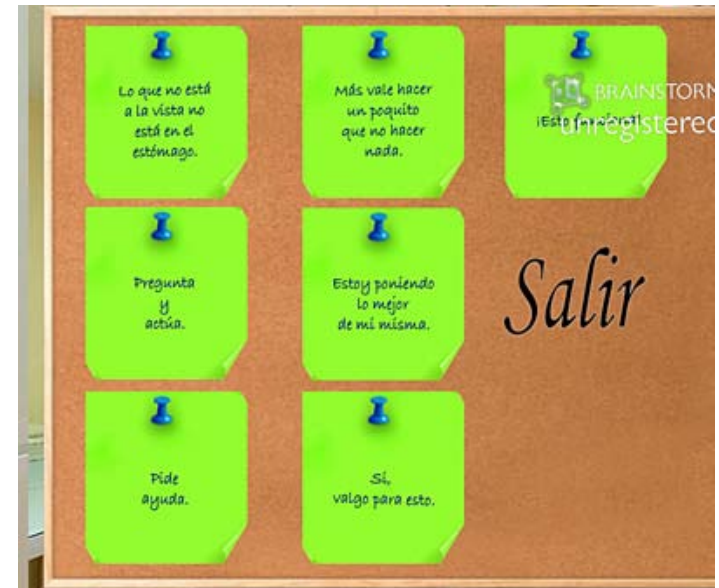 Lo que no está
a la vista no
está en el
estómago.
Más vale hacer
un poquito
que no hacer
nada.
¡Esto
BRAINSTORM
unregistered
Pregunta
y
actúa.
Estoy poniendo
lo mejor
de mí misma.
Salir
Pide
ayuda.
Sí,
valgo para esto.